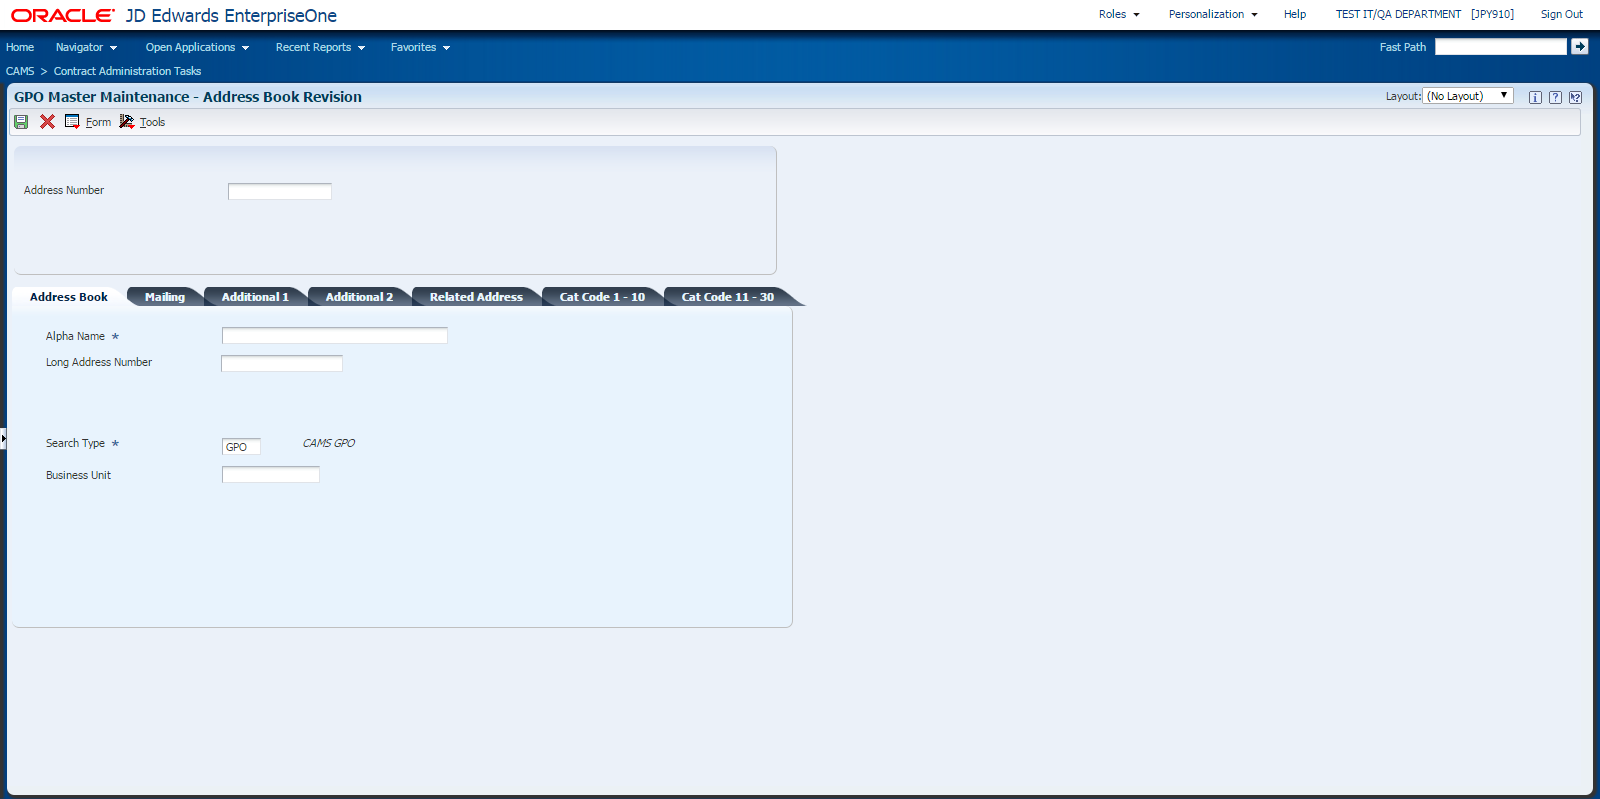 ORACLE JD Edwards EnterpriseOne
Roles Personalization Help TEST IT/QA DEPARTMENT [JPY910] Sign Out
Home Navigator Open Applications Recent Reports Favorites Fast Path
CAMS > Contract Administration Tasks
GPO Master Maintenance - Address Book Revision Layout: (No Layout)
Form Tools
Address Number
Address Book Mailing Additional 1 Additional 2 Related Address Cat Code 1 - 10 Cat Code 11 - 30
Alpha Name *
Long Address Number
Search Type * GPO CAMS GPO
Business Unit